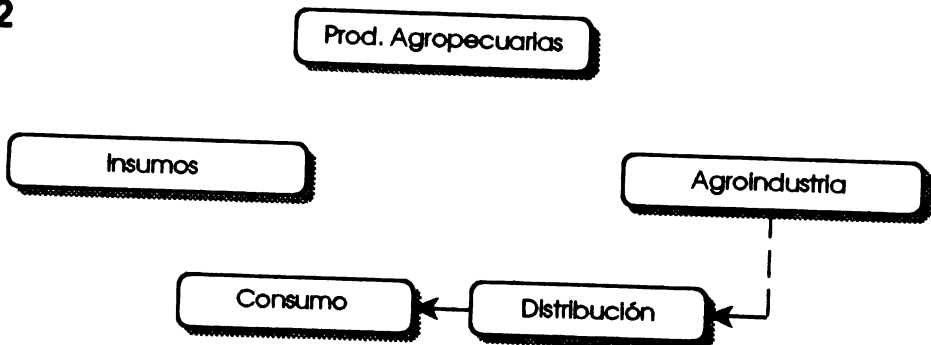 2
Prod. Agropecuarias
Insumos
Agroindustria
Consumo
Distribución